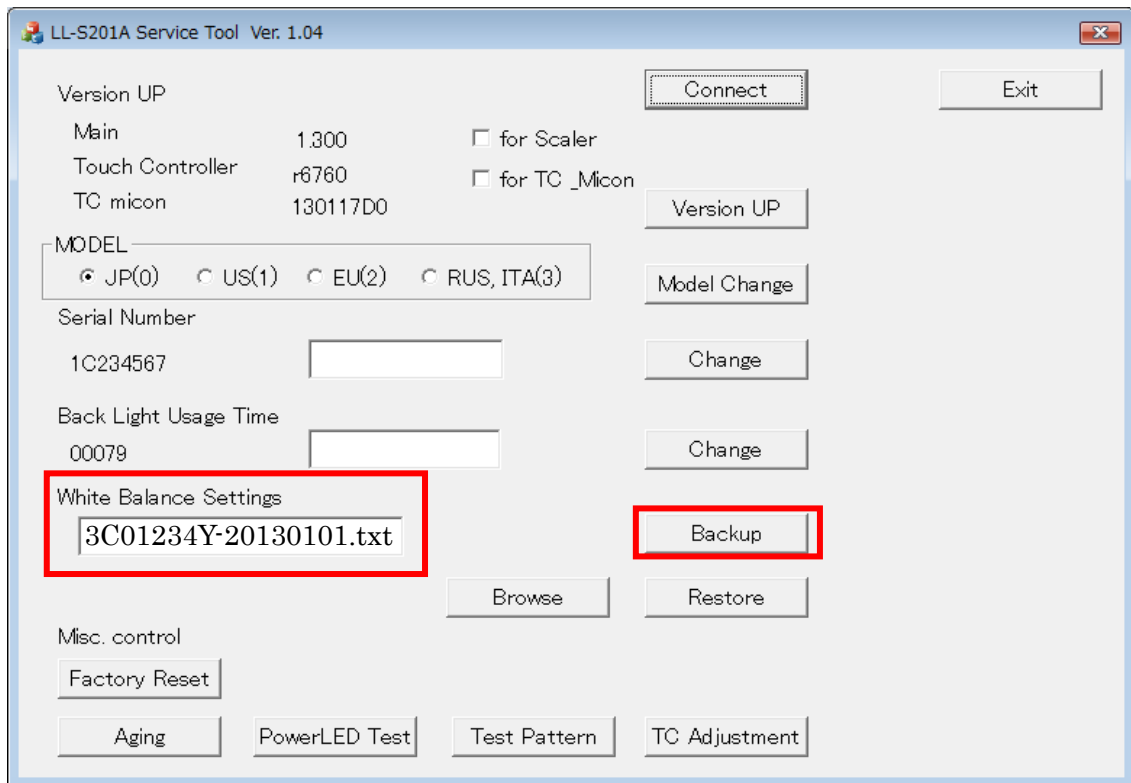 LL-S201A Service Tool Ver. 1.04
Version UP
Connect
Exit
Main 1.300
for Scaler
Touch Controller r6760
for TC _Micon
TC micon 130117D0
Version UP
MODEL
JP(0) US(1) EU(2) RUS, ITA(3)
Model Change
Serial Number
1C234567
Change
Back Light Usage Time
00079
Change
White Balance Settings
3C01234Y-20130101.txt
Backup
Browse
Restore
Misc. control
Factory Reset
Aging
PowerLED Test
Test Pattern
TC Adjustment